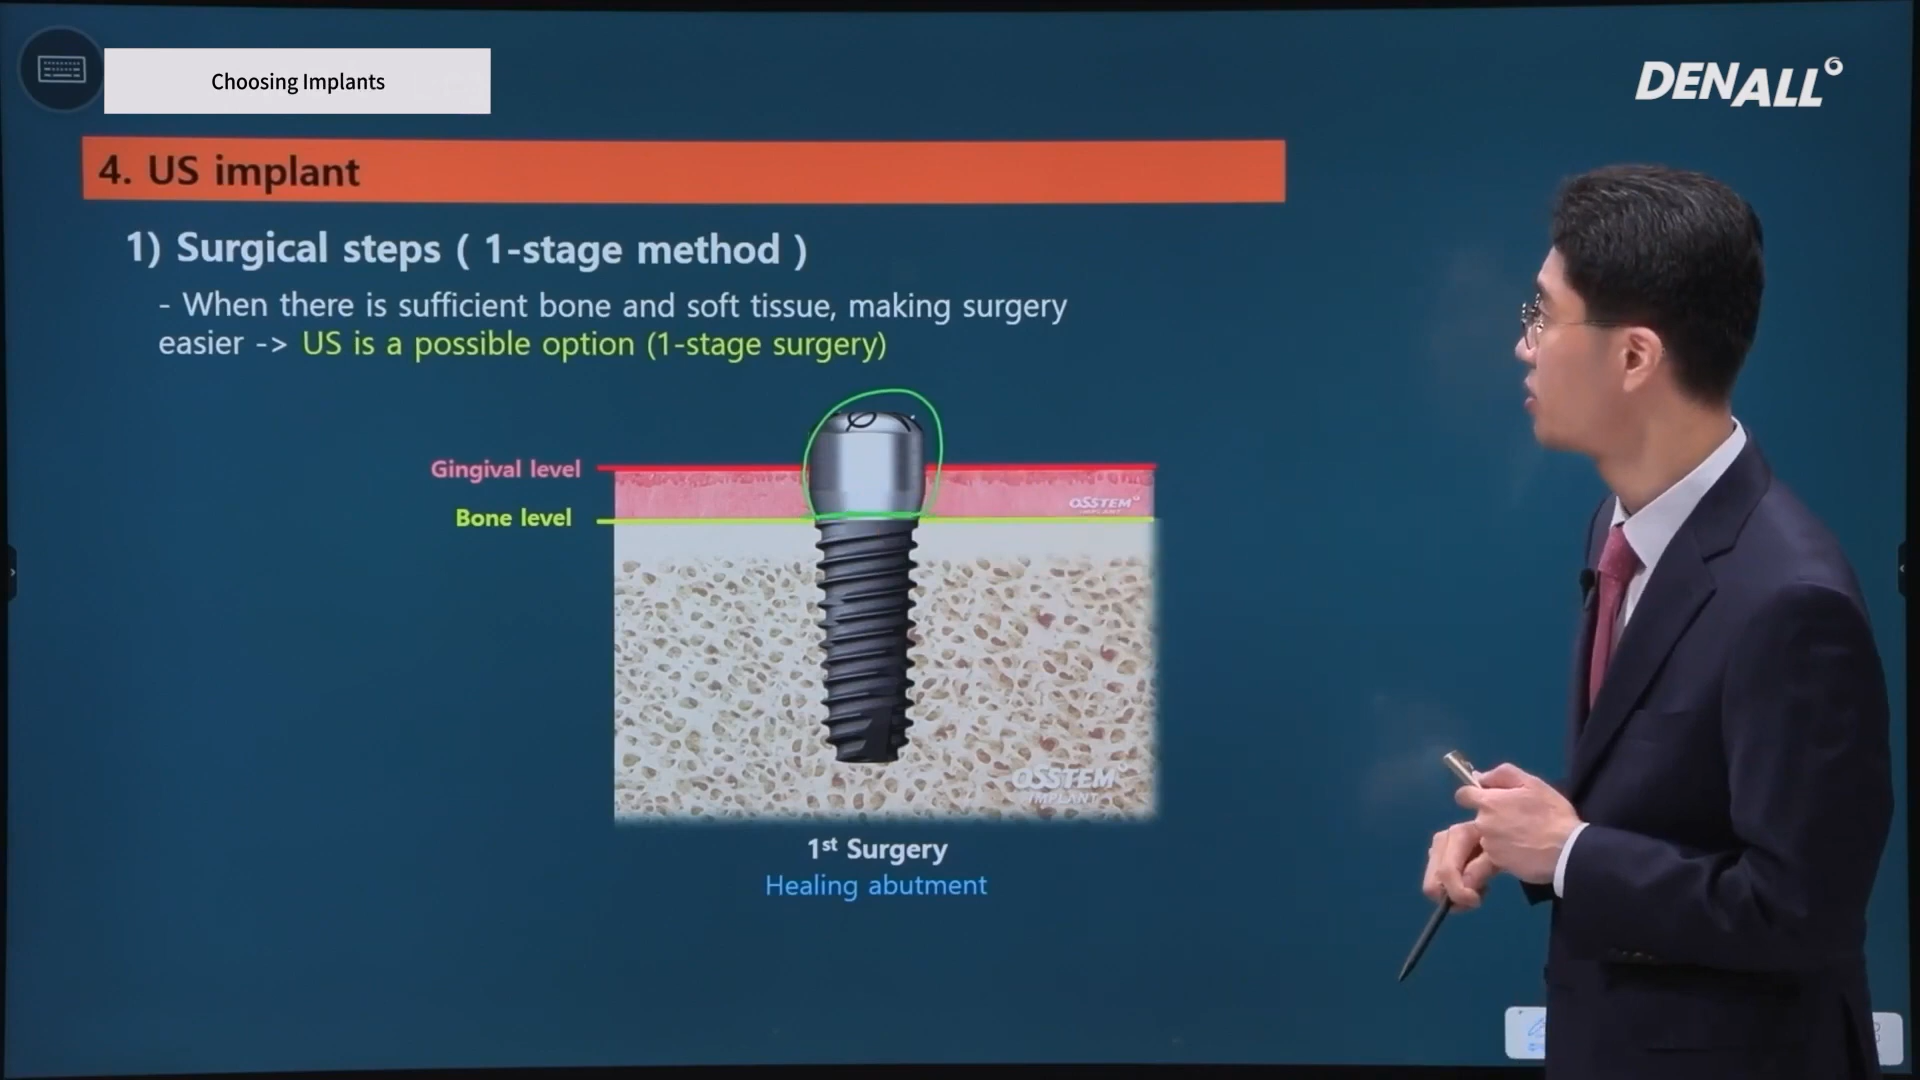 Choosing Implants
DENALL
4. US implant
1) Surgical steps ( 1-stage method )
- When there is sufficient bone and soft tissue, making surgery
easier -> US is a possible option (1-stage surgery)
Gingival level
OSSTEM
IMPLANT
Bone level
OSSTEM
IMPLANT
1st Surgery
Healing abutment